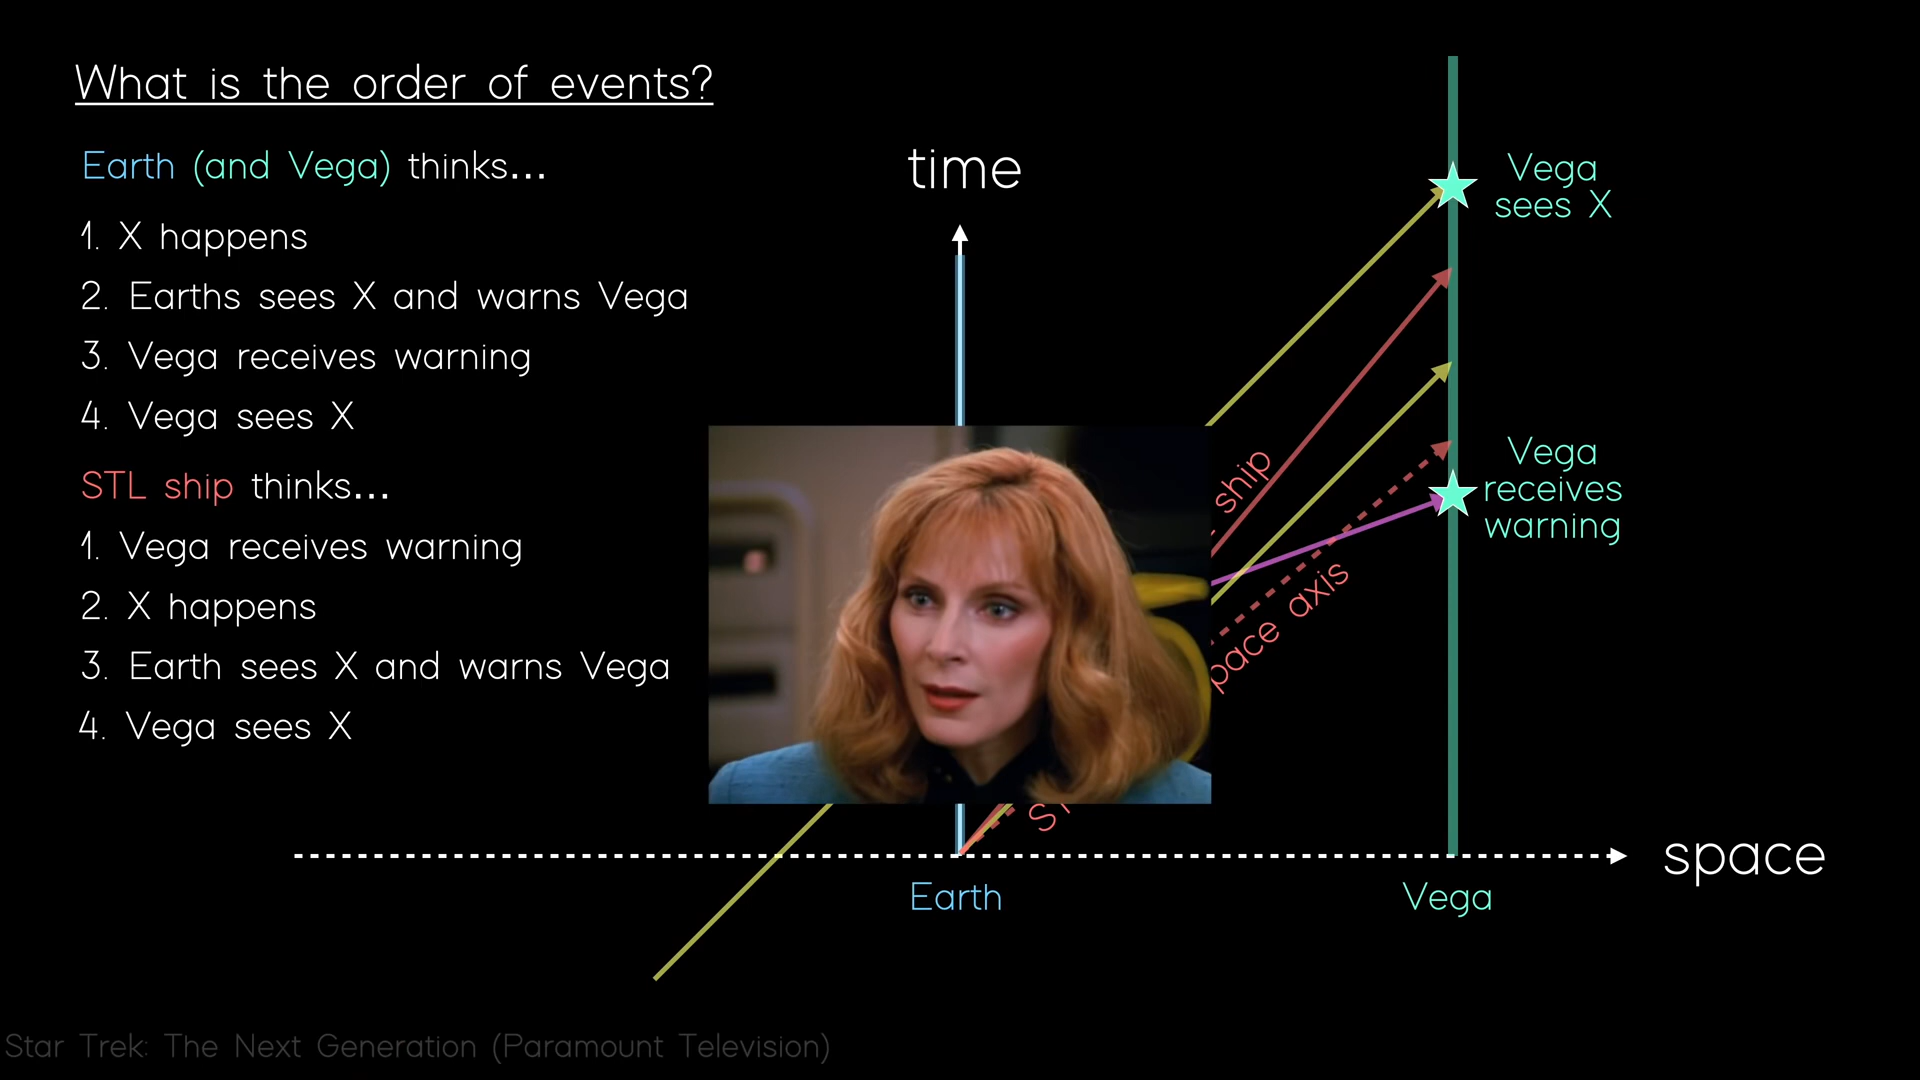 What is the order of events?
Earth (and Vega) thinks...
1. X happens
2. Earths sees X and warns Vega
3. Vega receives warning
4. Vega sees X
STL ship thinks...
1. Vega receives warning
2. X happens
3. Earth sees X and warns Vega
4. Vega sees X
time
Vega
sees X
ship
Vega
receives
warning
pace axis
ST
space
Earth
Vega
Star Trek: The Next Generation (Paramount Television)